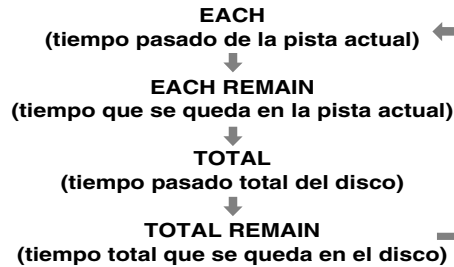 EACH
(tiempo pasado de la pista actual)
EACH REMAIN
(tiempo que se queda en la pista actual)
TOTAL
(tiempo pasado total del disco)
TOTAL REMAIN
(tiempo total que se queda en el disco)